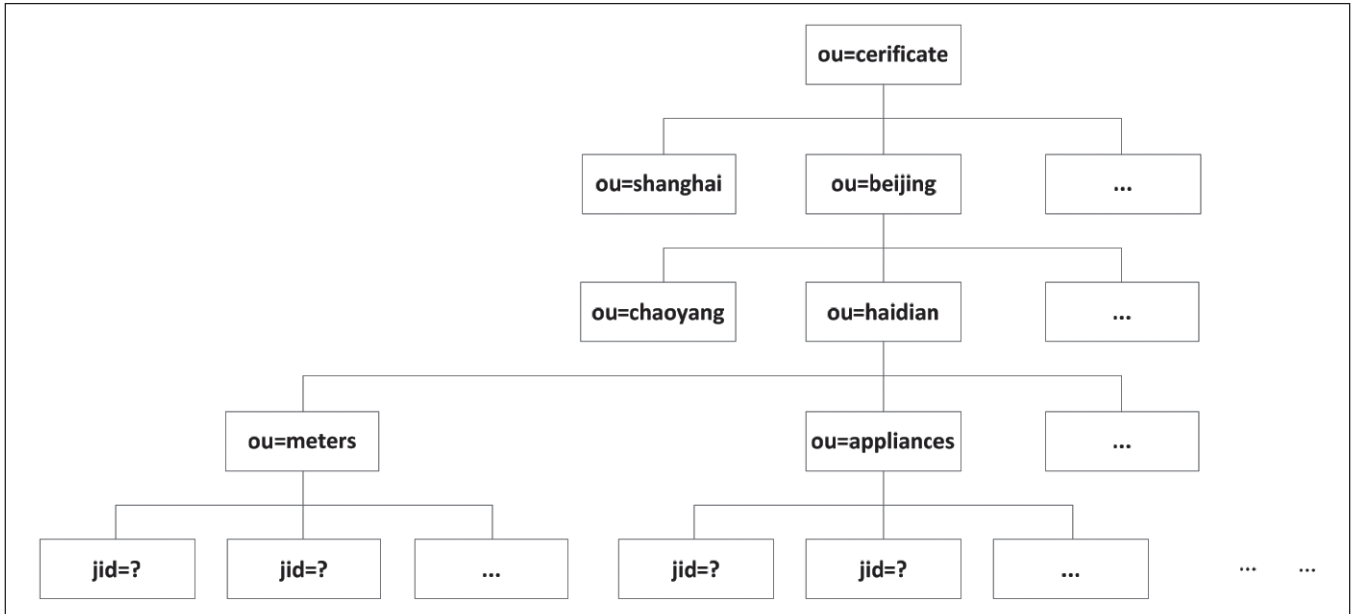 ou=cerificate
ou=shanghai
ou=beijing
...
ou=chaoyang
ou=haidian
...
ou=meters
ou=appliances
...
jid=?
jid=?
...
jid=?
jid=?
...
... ...